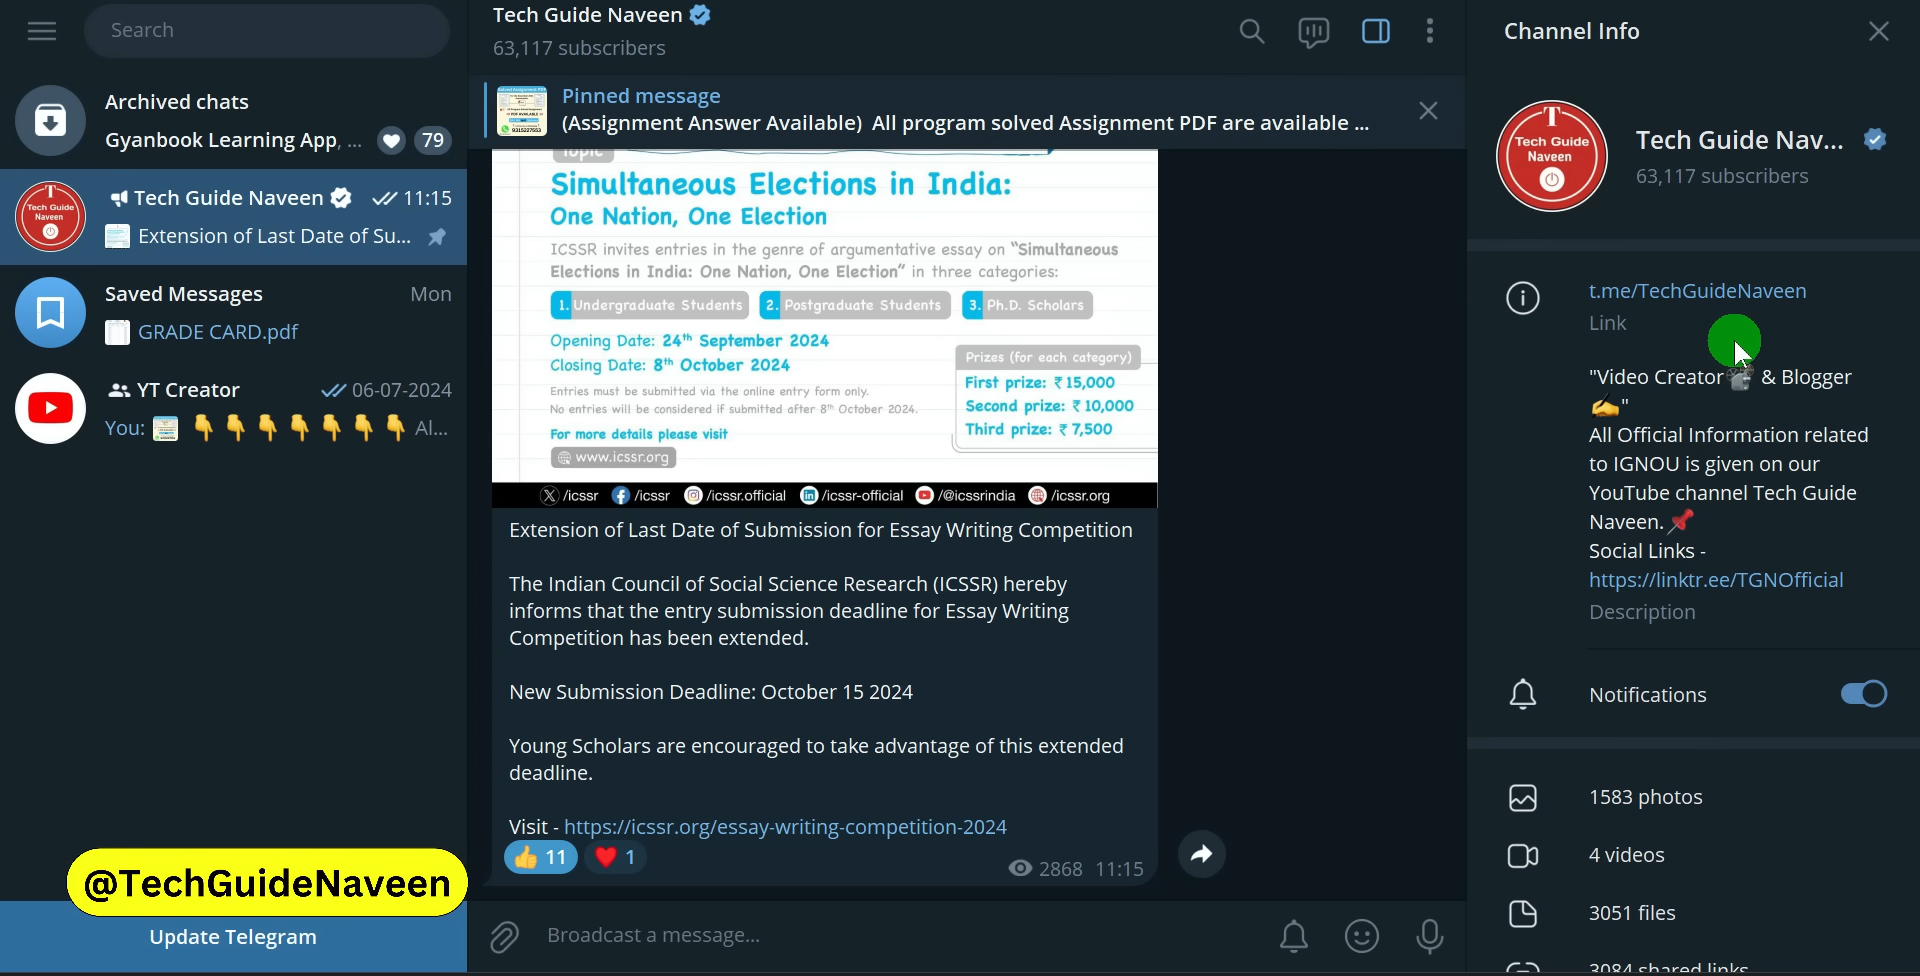 Search
Archived chats
Gyanbook Learning App, ...
79
Tech Guide Naveen
11:15
Extension of Last Date of Su...
Saved Messages
Mon
GRADE CARD.pdf
YT Creator
06-07-2024
You: 👇 👇 👇 👇 👇 👇 👇 Al...
@TechGuideNaveen
Update Telegram
Tech Guide Naveen
63,117 subscribers
Pinned message
(Assignment Answer Available) All program solved Assignment PDF are available ...
Topic
Simultaneous Elections in India:
One Nation, One Election
ICSSR invites entries in the genre of argumentative essay on "Simultaneous
Elections in India: One Nation, One Election" in three categories:
1. Undergraduate Students
2. Postgraduate Students
3. Ph.D. Scholars
Opening Date: 24th September 2024
Closing Date: 8th October 2024
Entries must be submitted via the online entry form only.
No entries will be considered if submitted after 8th October 2024.
For more details please visit
www.icssr.org
Prizes (for each category)
First prize: ₹ 15,000
Second prize: ₹ 10,000
Third prize: ₹ 7,500
/icssr /icssr /icssr.official /icssr-official /@icssrindia /icssr.org
Extension of Last Date of Submission for Essay Writing Competition
The Indian Council of Social Science Research (ICSSR) hereby
informs that the entry submission deadline for Essay Writing
Competition has been extended.
New Submission Deadline: October 15 2024
Young Scholars are encouraged to take advantage of this extended
deadline.
Visit - https://icssr.org/essay-writing-competition-2024
👍 11 ❤️ 1
2868 11:15
Broadcast a message...
Channel Info
T
Tech Guide
Naveen
Tech Guide Nav...
63,117 subscribers
t.me/TechGuideNaveen
Link
"Video Creator📽 & Blogger
✍"
All Official Information related
to IGNOU is given on our
YouTube channel Tech Guide
Naveen. 📌
Social Links -
https://linktr.ee/TGNOfficial
Description
Notifications
1583 photos
4 videos
3051 files
3084 shared links